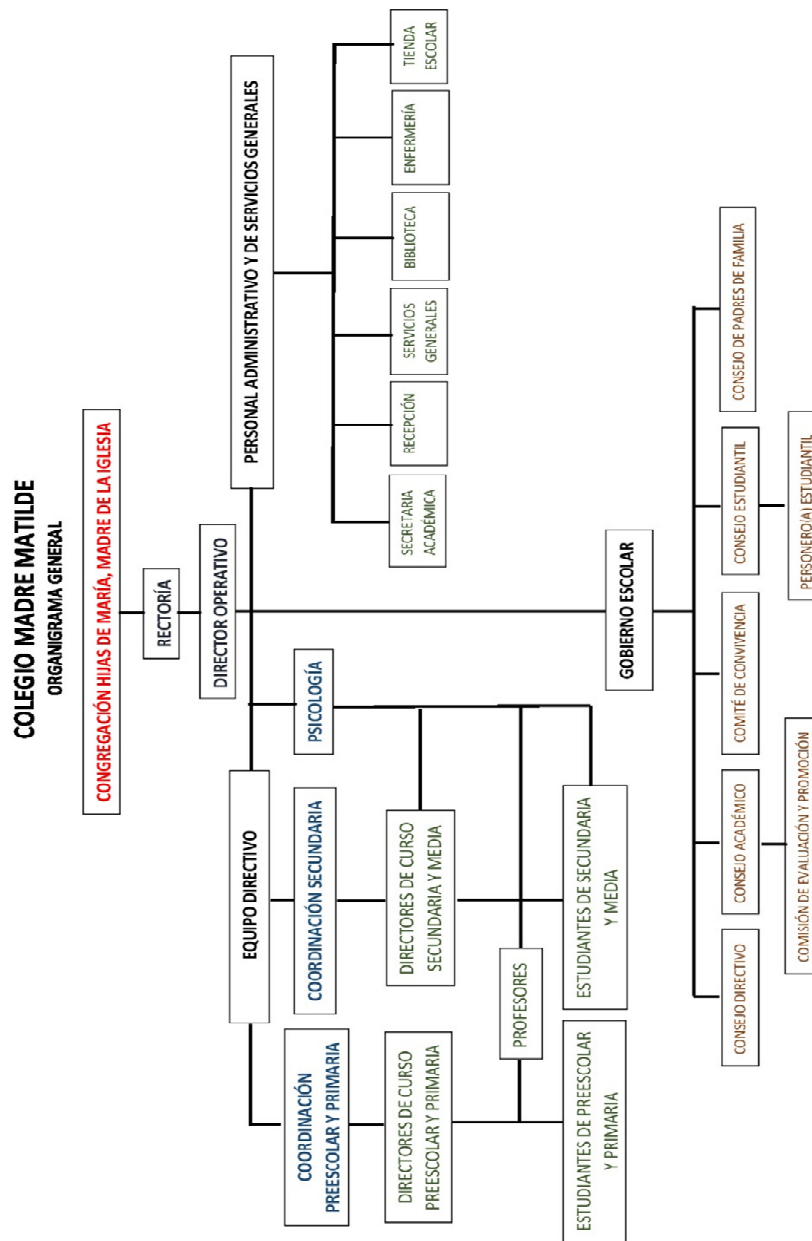 COLEGIO MADRE MATILDE
ORGANIGRAMA GENERAL
CONGREGACIÓN HIJAS DE MARÍA, MADRE DE LA IGLESIA
RECTORÍA
DIRECTOR OPERATIVO
EQUIPO DIRECTIVO
PERSONAL ADMINISTRATIVO Y DE SERVICIOS GENERALES
COORDINACIÓN
PREESCOLAR Y PRIMARIA
COORDINACIÓN SECUNDARIA
PSICOLOGÍA
DIRECTORES DE CURSO
PREESCOLAR Y PRIMARIA
DIRECTORES DE CURSO
SECUNDARIA Y MEDIA
SECRETARIA
ACADÉMICA
RECEPCIÓN
SERVICIOS
GENERALES
BIBLIOTECA
ENFERMERÍA
TIENDA
ESCOLAR
PROFESORES
ESTUDIANTES DE PREESCOLAR
Y PRIMARIA
ESTUDIANTES DE SECUNDARIA
Y MEDIA
GOBIERNO ESCOLAR
CONSEJO DIRECTIVO
CONSEJO ACADÉMICO
COMITÉ DE CONVIVENCIA
CONSEJO ESTUDIANTIL
CONSEJO DE PADRES DE FAMILIA
COMISIÓN DE EVALUACIÓN Y PROMOCIÓN
PERSONERO(A) ESTUDIANTIL